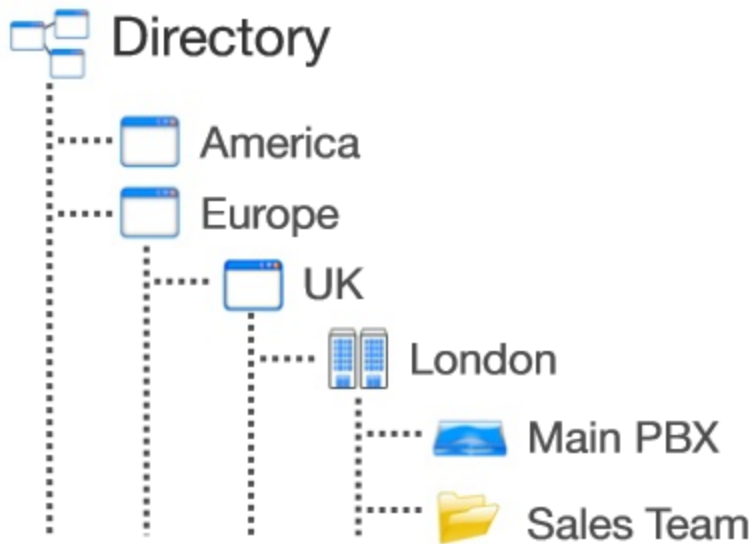 Directory
America
Europe
UK
London
Main PBX
Sales Team